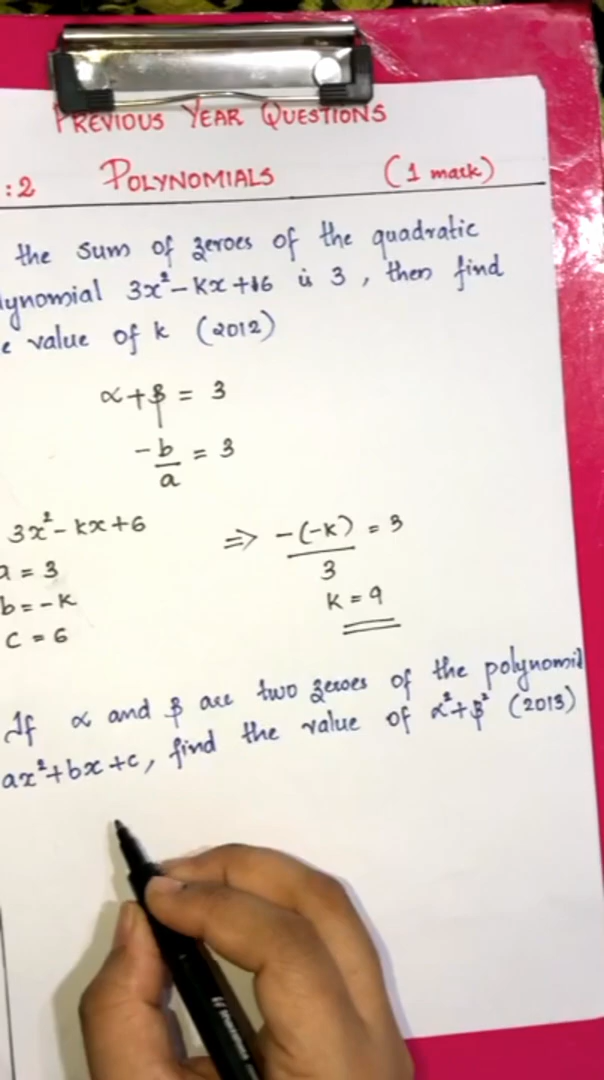 PREVIOUS YEAR QUESTIONS
:2 POLYNOMIALS (1 mark)
the sum of zeroes of the quadratic
lynomial 3x²-kx+16 is 3, then find
e value of k (2012)
α+β = 3
-b/a = 3
3x²-kx+6
a = 3
b = -k
c = 6
=> -(-k)/3 = 3
k = 9
If α and β are two zeroes of the polynomial
ax²+bx+c, find the value of α²+β² (2013)